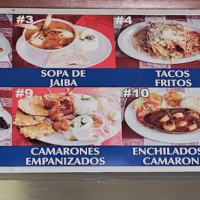 #3
#4
SOPA DE
JAIBA
TACOS
FRITOS
#9
#10
CAMARONES
EMPANIZADOS
ENCHILADOS
CAMARON